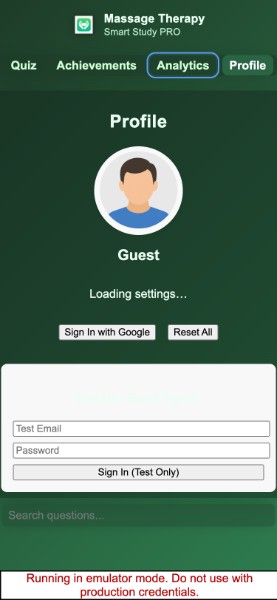 Massage Therapy
Smart Study PRO
Quiz
Achievements
Analytics
Profile
Profile
Guest
Loading settings…
Sign In with Google
Reset All
Test Email
Password
Sign In (Test Only)
Search questions...
Running in emulator mode. Do not use with
production credentials.